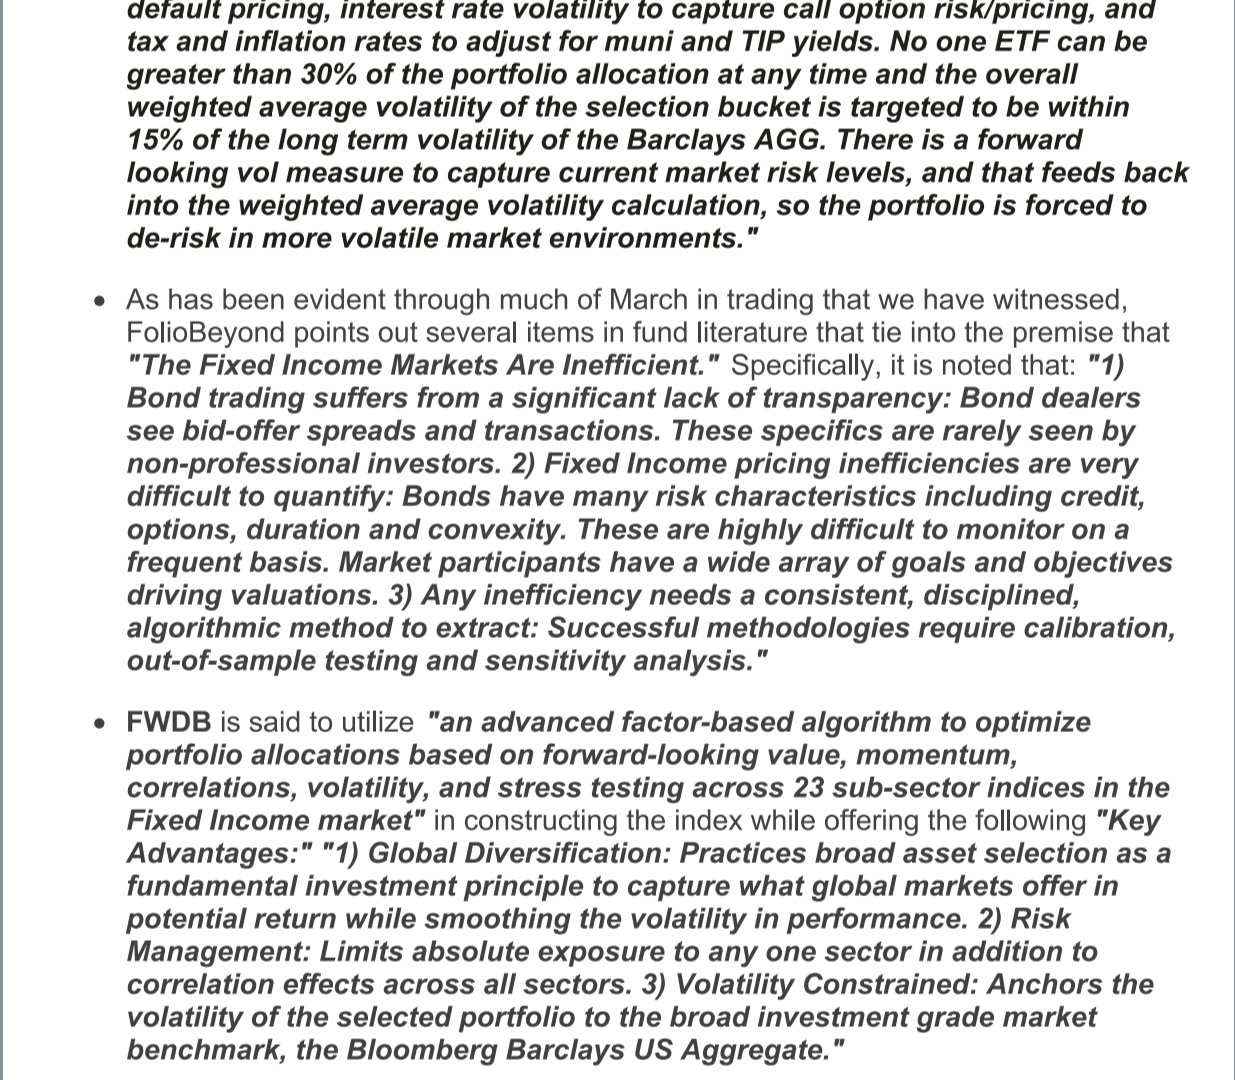 default pricing, interest rate volatility to capture call option risk/pricing, and
tax and inflation rates to adjust for muni and TIP yields. No one ETF can be
greater than 30% of the portfolio allocation at any time and the overall
weighted average volatility of the selection bucket is targeted to be within
15% of the long term volatility of the Barclays AGG. There is a forward
looking vol measure to capture current market risk levels, and that feeds back
into the weighted average volatility calculation, so the portfolio is forced to
de-risk in more volatile market environments."
• As has been evident through much of March in trading that we have witnessed,
FolioBeyond points out several items in fund literature that tie into the premise that
"The Fixed Income Markets Are Inefficient." Specifically, it is noted that: "1)
Bond trading suffers from a significant lack of transparency: Bond dealers
see bid-offer spreads and transactions. These specifics are rarely seen by
non-professional investors. 2) Fixed Income pricing inefficiencies are very
difficult to quantify: Bonds have many risk characteristics including credit,
options, duration and convexity. These are highly difficult to monitor on a
frequent basis. Market participants have a wide array of goals and objectives
driving valuations. 3) Any inefficiency needs a consistent, disciplined,
algorithmic method to extract: Successful methodologies require calibration,
out-of-sample testing and sensitivity analysis."
• FWDB is said to utilize "an advanced factor-based algorithm to optimize
portfolio allocations based on forward-looking value, momentum,
correlations, volatility, and stress testing across 23 sub-sector indices in the
Fixed Income market" in constructing the index while offering the following "Key
Advantages:" "1) Global Diversification: Practices broad asset selection as a
fundamental investment principle to capture what global markets offer in
potential return while smoothing the volatility in performance. 2) Risk
Management: Limits absolute exposure to any one sector in addition to
correlation effects across all sectors. 3) Volatility Constrained: Anchors the
volatility of the selected portfolio to the broad investment grade market
benchmark, the Bloomberg Barclays US Aggregate."